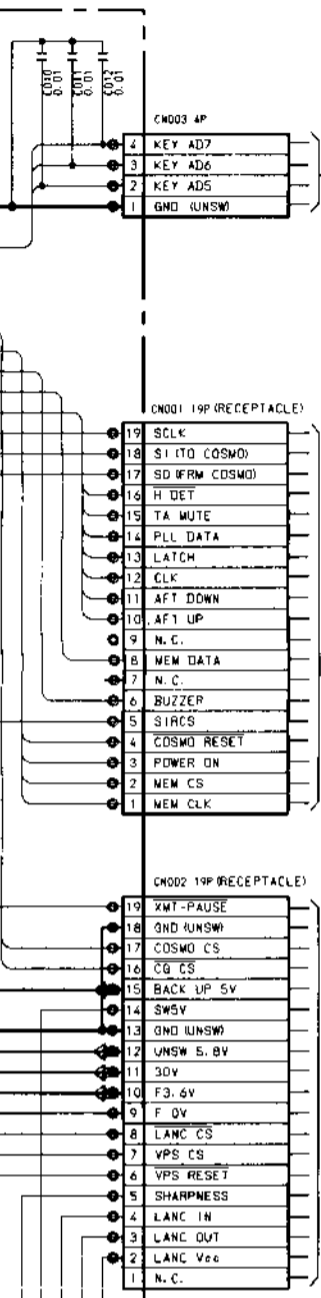 C010
0.01
C011
0.01
C012
0.01
CN003 4P
4 KEY AD7
3 KEY AD6
2 KEY AD5
1 GND (UNSW)
CN001 19P (RECEPTACLE)
19 SCLK
18 SI (TO COSMO)
17 SO (FRM COSMO)
16 H DET
15 TA MUTE
14 PLL DATA
13 LATCH
12 CLK
11 AFT DOWN
10 AFT UP
9 N.C.
8 MEM DATA
7 N.C.
6 BUZZER
5 SIRCS
4 COSMO RESET
3 POWER ON
2 MEM CS
1 MEM CLK
CN002 19P (RECEPTACLE)
19 XMT-PAUSE
18 GND (UNSW)
17 COSMO CS
16 CG CS
15 BACK UP 5V
14 SW5V
13 GND (UNSW)
12 UNSW 5.8V
11 30V
10 F3.6V
9 F 0V
8 LANC CS
7 VPS CS
6 VPS RESET
5 SHARPNESS
4 LANC IN
3 LANC OUT
2 LANC Vcc
1 N.C.